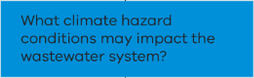 What climate hazard
conditions may impact the
wastewater system?